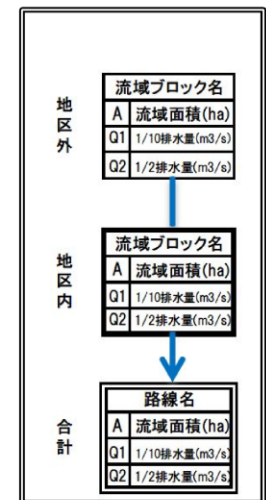 地区外
流域ブロック名
A 流域面積(ha)
Q1 1/10排水量(m3/s)
Q2 1/2排水量(m3/s)
地区内
流域ブロック名
A 流域面積(ha)
Q1 1/10排水量(m3/s)
Q2 1/2排水量(m3/s)
合計
路線名
A 流域面積(ha)
Q1 1/10排水量(m3/s)
Q2 1/2排水量(m3/s)